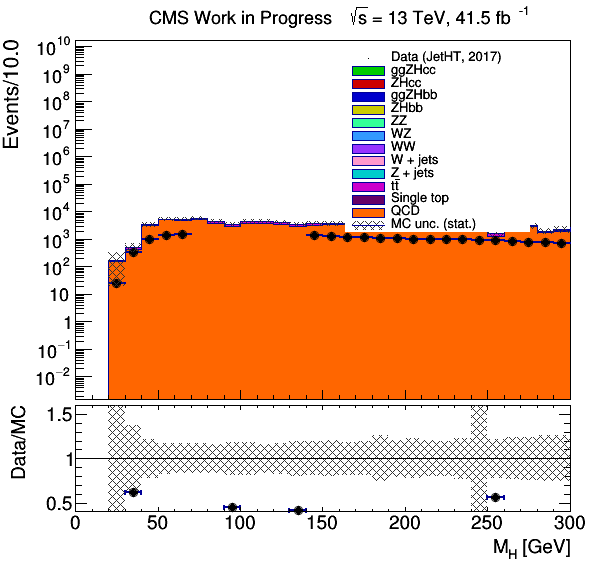 CMS Work in Progress √s = 13 TeV, 41.5 fb⁻¹
Events/10.0
10¹⁰
10⁹
10⁸
10⁷
10⁶
10⁵
10⁴
10³
10²
10
1
10⁻¹
10⁻²
Data (JetHT, 2017)
ggZHcc
ZHcc
ggZHbb
ZHbb
ZZ
WZ
WW
W + jets
Z + jets
tt̄
Single top
QCD
MC unc. (stat.)
Data/MC
1.5
1
0.5
0 50 100 150 200 250 300
M_H [GeV]